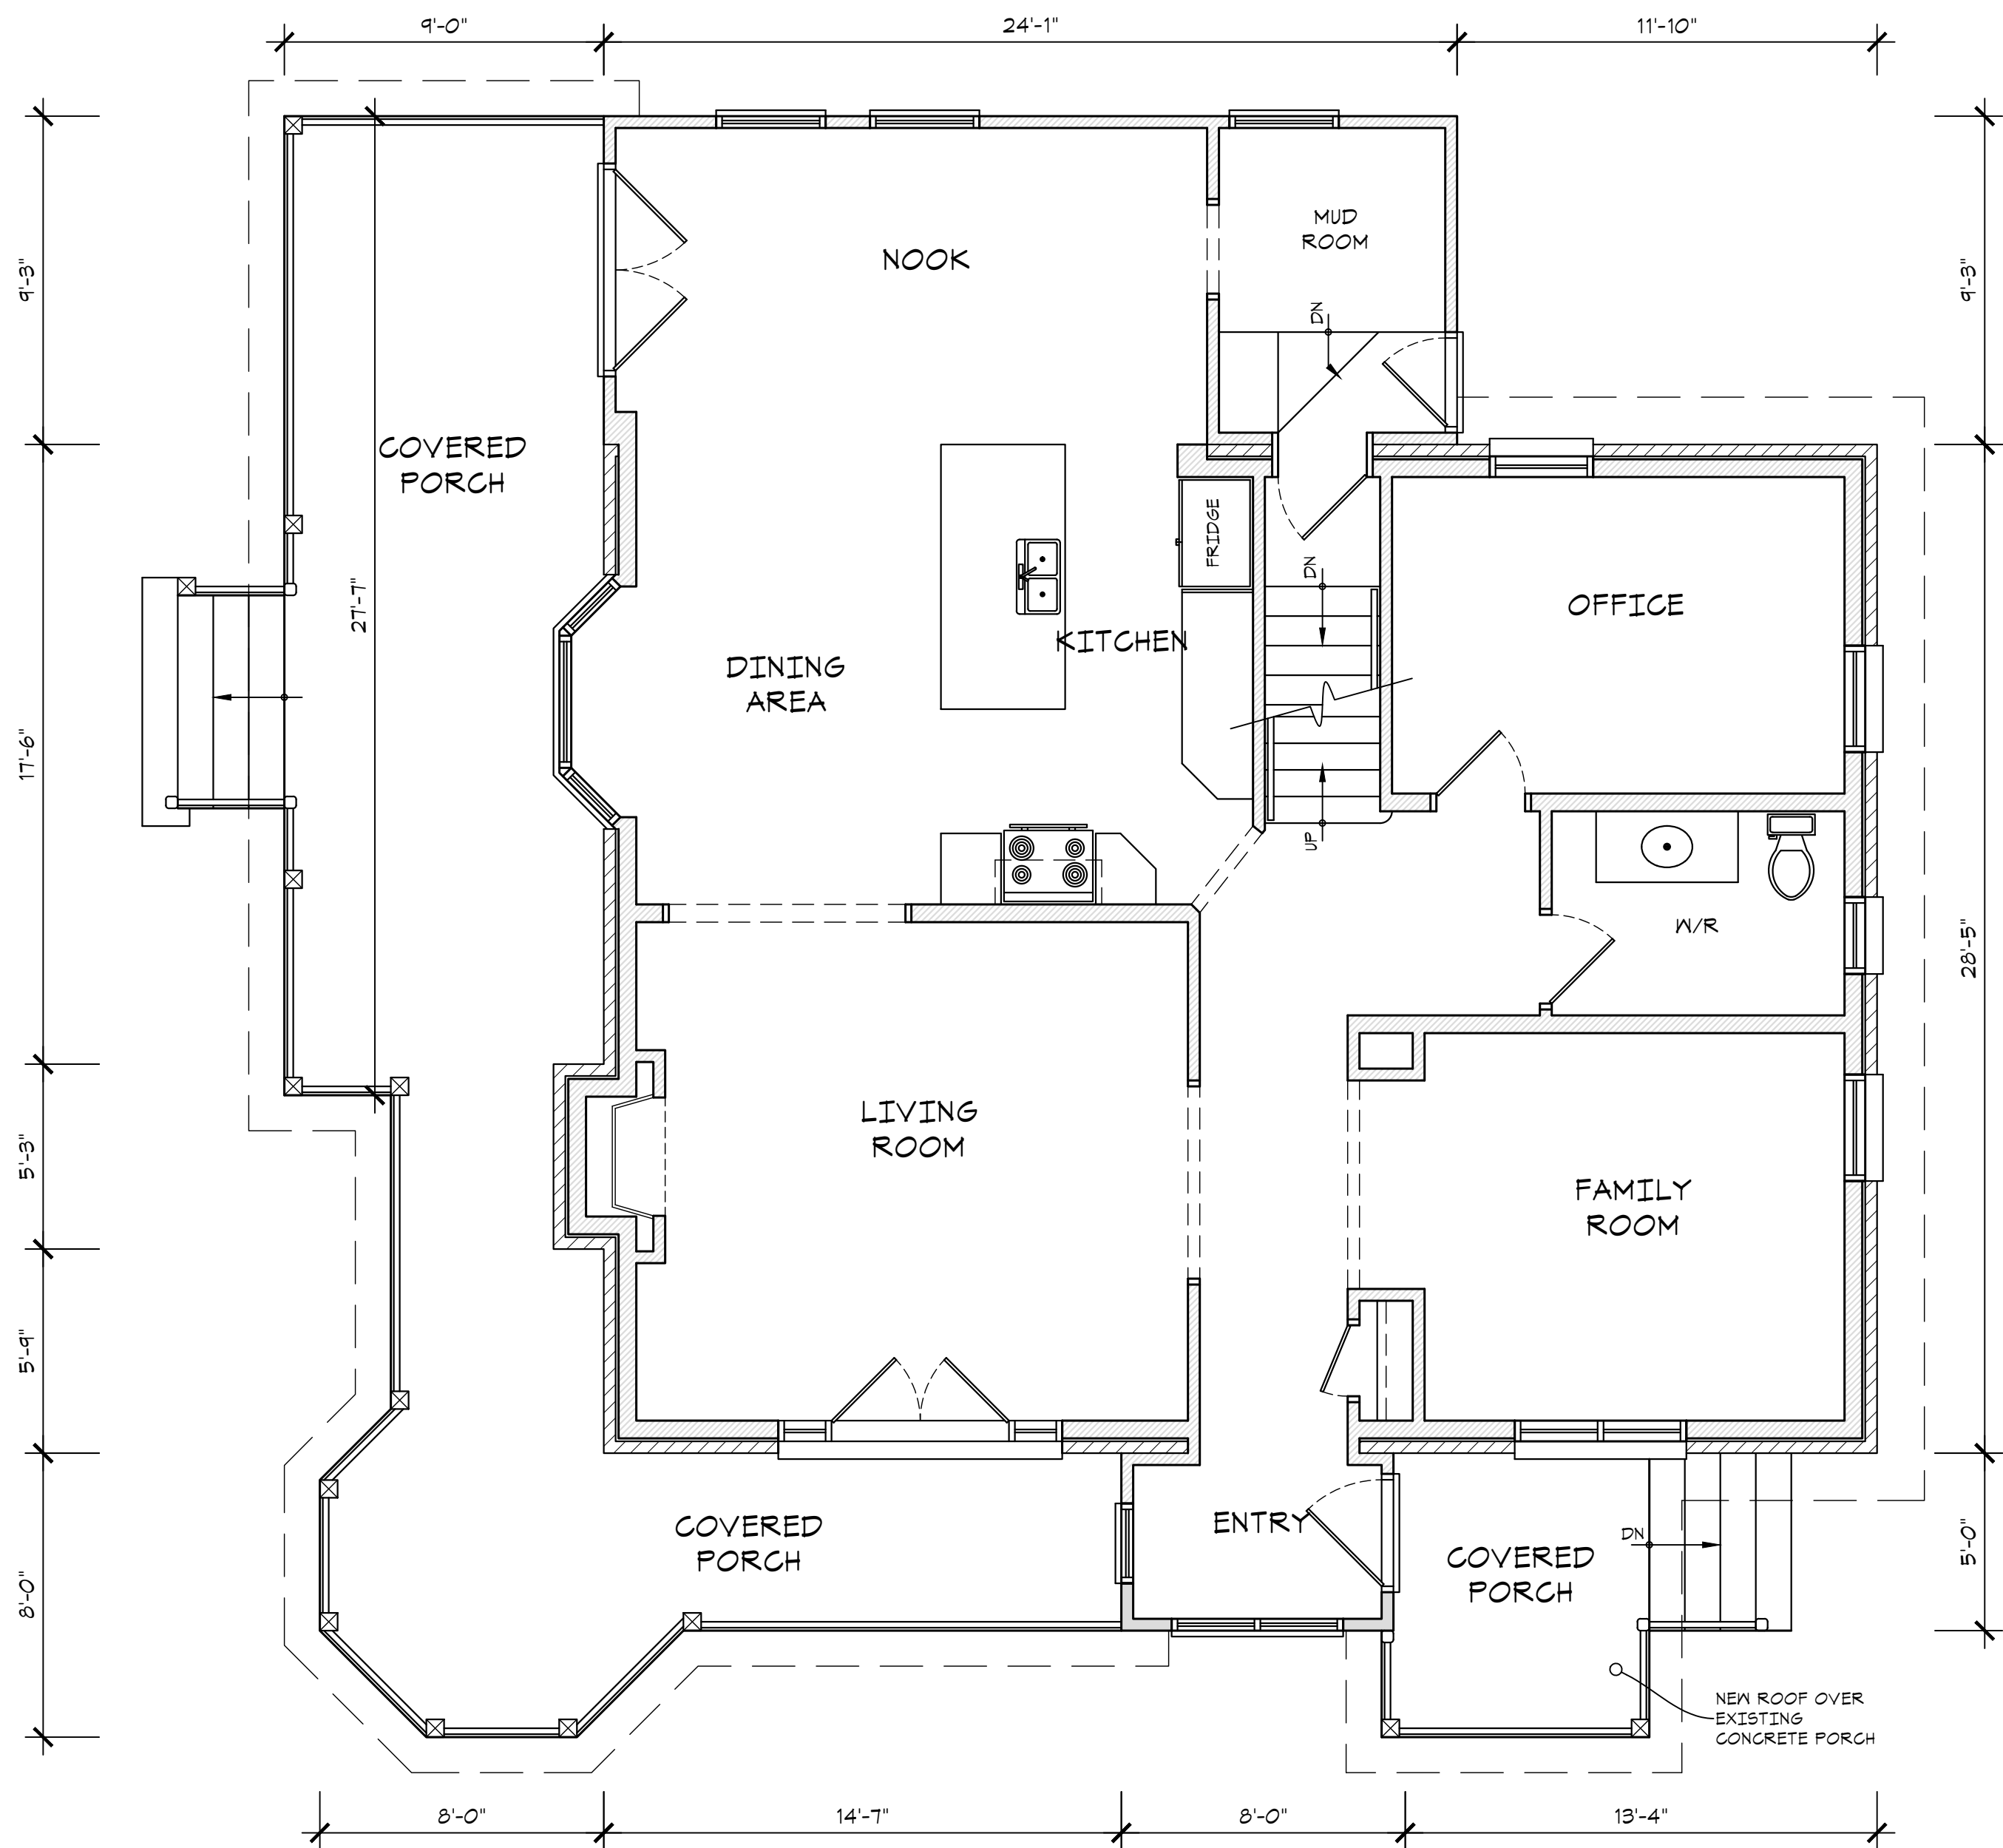 9'-0"
24'-1"
11'-10"
MUD
ROOM
NOOK
9'-3"
9'-3"
DN
COVERED
PORCH
FRIDGE
DN
27'-7"
OFFICE
KITCHEN
DINING
AREA
17'-6"
UP
W/R
28'-5"
LIVING
ROOM
5'-3"
FAMILY
ROOM
5'-9"
COVERED
PORCH
ENTRY
DN
COVERED
PORCH
5'-0"
8'-0"
NEW ROOF OVER
EXISTING
CONCRETE PORCH
8'-0"
14'-7"
8'-0"
13'-4"